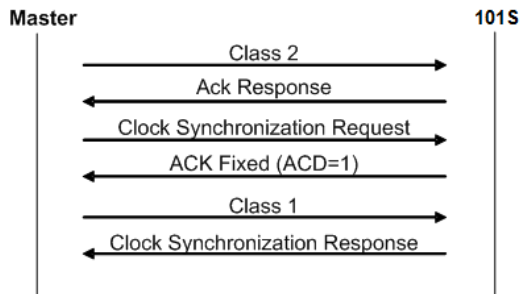 Master 101S
Class 2
Ack Response
Clock Synchronization Request
ACK Fixed (ACD=1)
Class 1
Clock Synchronization Response